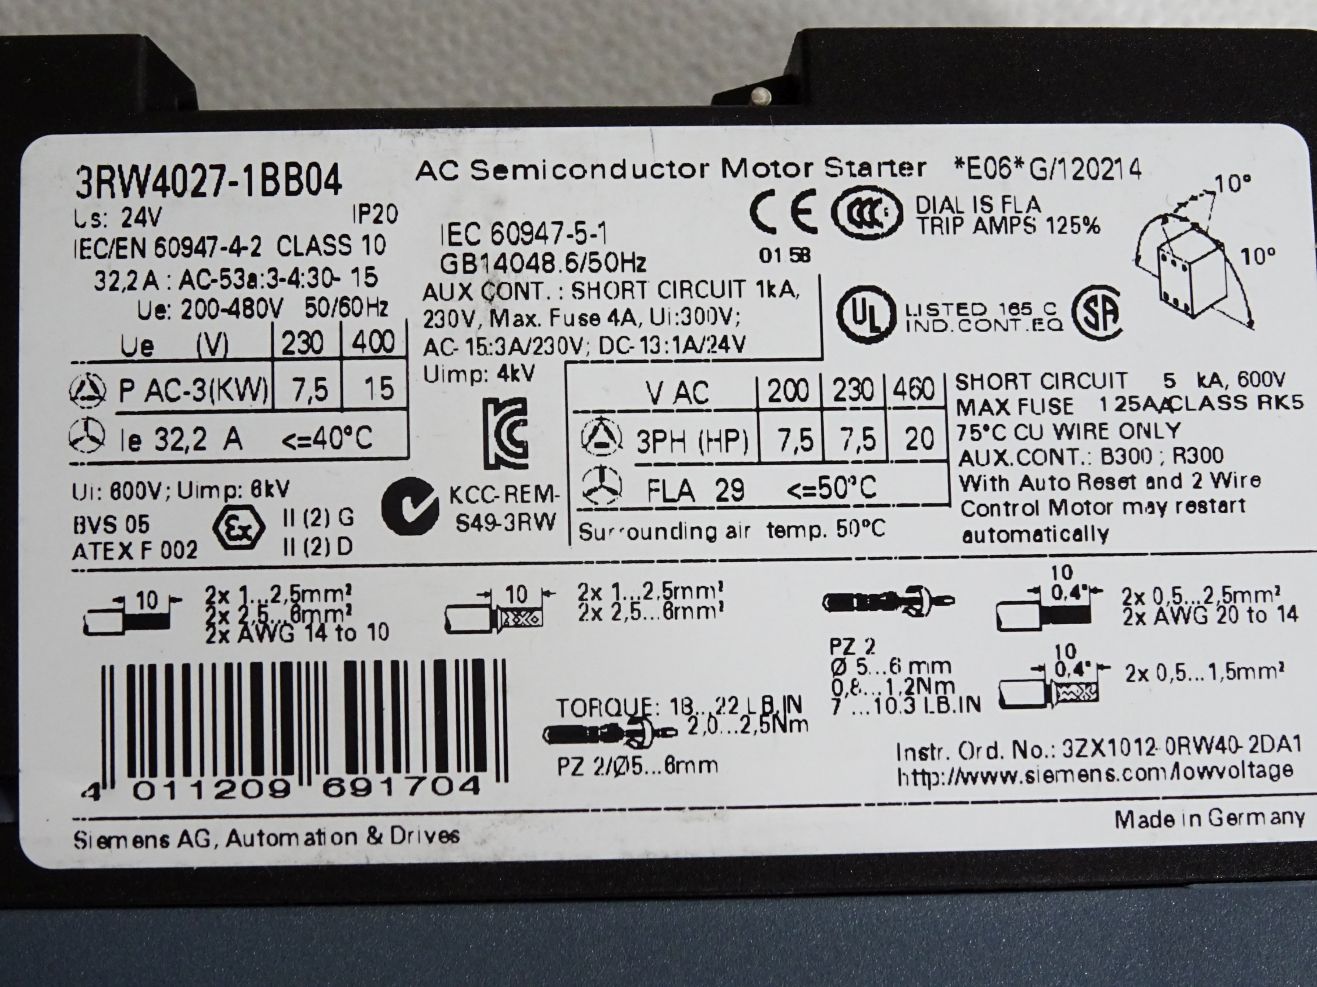 3RW4027-1BB04
AC Semiconductor Motor Starter *E06*G/120214
Us: 24V IP20
IEC/EN 60947-4-2 CLASS 10
32,2 A : AC-53a:3-4:30- 15
Ue: 200-480V 50/60Hz
Ue (V) 230 400
P AC-3(KW) 7,5 15
Ie 32,2 A <=40°C
Ui: 600V; Uimp: 6kV
BVS 05
ATEX F 002
Ex
II (2) G
II (2) D
IEC 60947-5-1
GB14048.6/50Hz
AUX CONT. : SHORT CIRCUIT 1kA,
230V, Max. Fuse 4A, Ui:300V;
AC-15:3A/230V; DC-13:1A/24V
Uimp: 4kV
KCC-REM-
S49-3RW
CE
0158
CCC
DIAL IS FLA
TRIP AMPS 125%
10°
10°
UL
LISTED 165 C
IND.CONT.EQ
SA
V AC 200 230 460
3PH (HP) 7,5 7,5 20
FLA 29 <=50°C
Surrounding air temp. 50°C
SHORT CIRCUIT 5 kA, 600V
MAX FUSE 125A/CLASS RK5
75°C CU WIRE ONLY
AUX.CONT.: B300 ; R300
With Auto Reset and 2 Wire
Control Motor may restart
automatically
10
2x 1...2,5mm²
2x 2,5...6mm²
2x AWG 14 to 10
10
2x 1...2,5mm²
2x 2,5...6mm²
PZ 2
Ø 5...6 mm
0,8...1,2Nm
7 ...10.3 LB.IN
10
0,4"
2x 0,5...2,5mm²
2x AWG 20 to 14
10
0,4"
2x 0,5...1,5mm²
TORQUE: 18...22 LB.IN
2,0...2,5Nm
PZ 2/Ø5...6mm
4 011209 691704
Instr. Ord. No.: 3ZX1012-0RW40-2DA1
http://www.siemens.com/lowvoltage
Siemens AG, Automation & Drives
Made in Germany